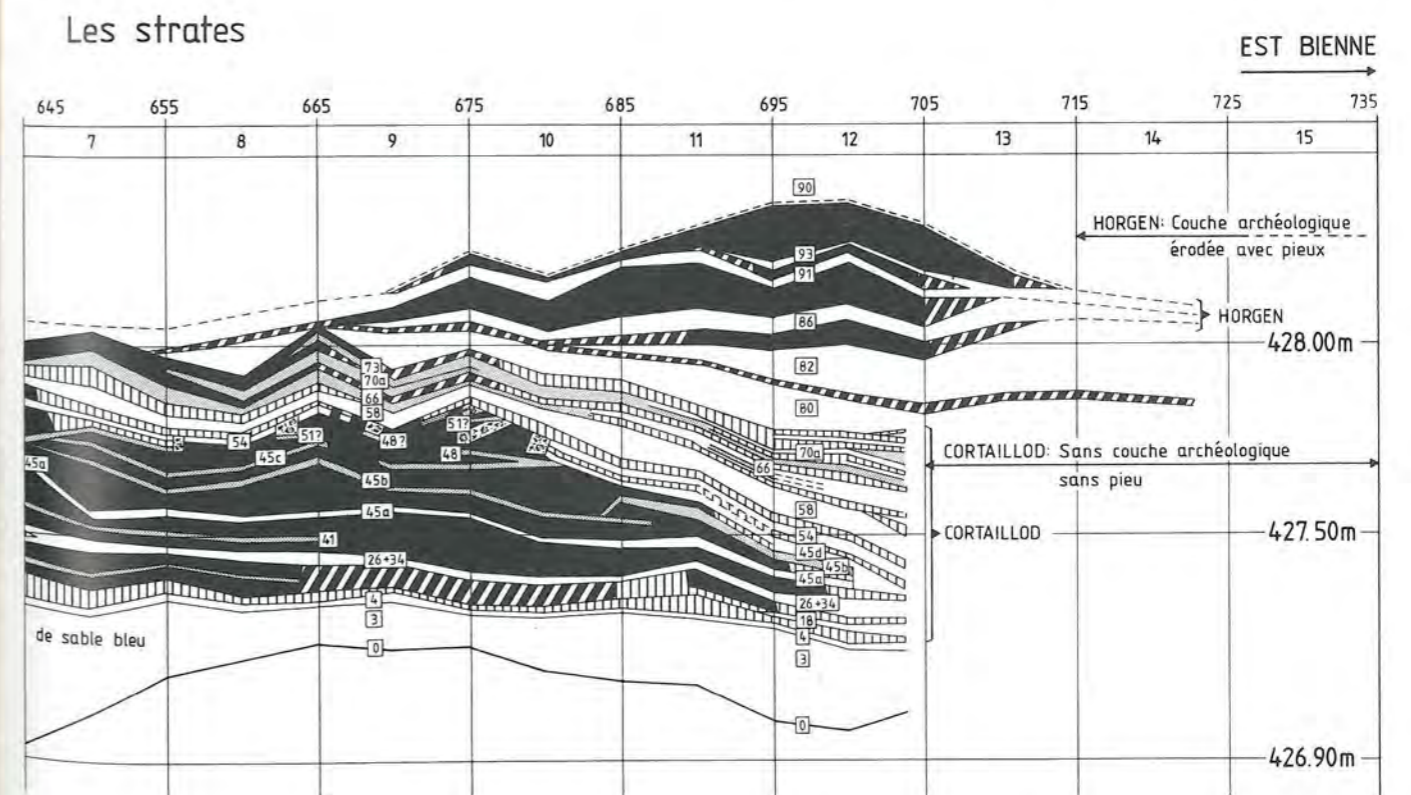 Les strates
EST BIENNE
645 655 665 675 685 695 705 715 725 735
7 8 9 10 11 12 13 14 15
90
HORGEN: Couche archéologique
érodée avec pieux
93
91
HORGEN
86
428.00m
82
73b
70a
66
58
80
51?
51?
54
48?
48
45c
45a
45b
45a
41
26+34
4
3
0
70a
66
58
54
45d
45b
45a
26+34
18
4
3
0
CORTAILLOD: Sans couche archéologique
sans pieu
CORTAILLOD
427.50m
de sable bleu
426.90m